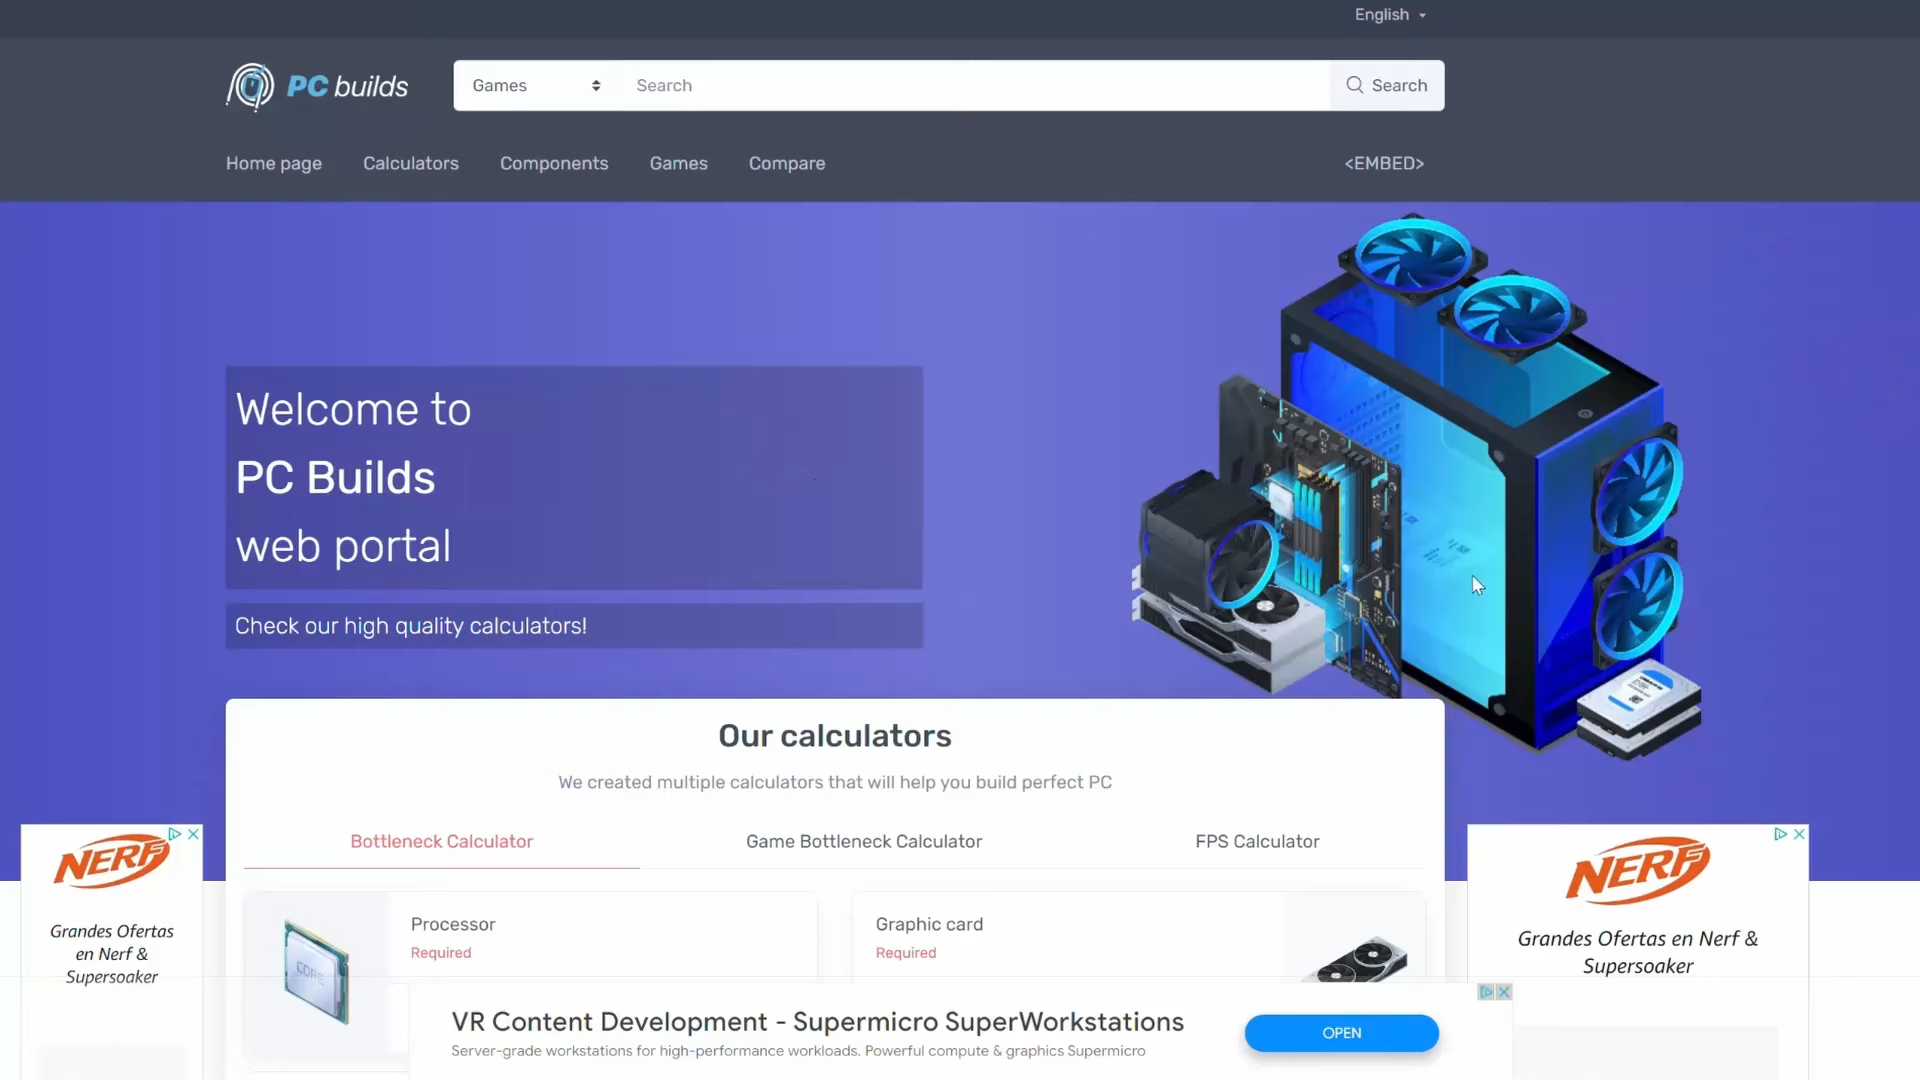 English
PC builds
Games
Search
Search
Home page
Calculators
Components
Games
Compare
<EMBED>
Welcome to
PC Builds
web portal
Check our high quality calculators!
Our calculators
We created multiple calculators that will help you build perfect PC
Bottleneck Calculator
Game Bottleneck Calculator
FPS Calculator
Processor
Required
CORE
Graphic card
Required
NERF
Grandes Ofertas
en Nerf &
Supersoaker
NERF
Grandes Ofertas en Nerf &
Supersoaker
VR Content Development - Supermicro SuperWorkstations
Server-grade workstations for high-performance workloads. Powerful compute & graphics Supermicro
OPEN